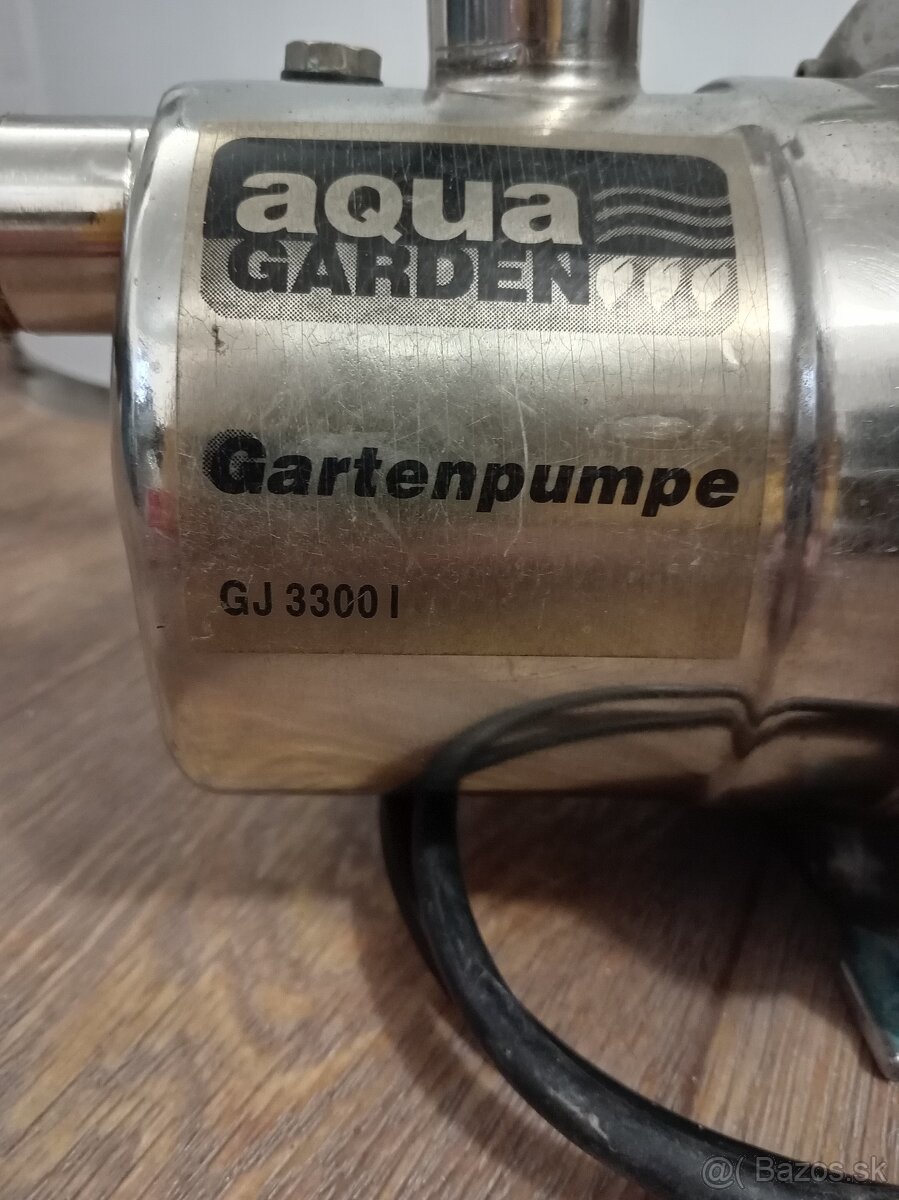 aqua
GARDEN
Gartenpumpe
GJ 3300 I
@( Bazos.sk